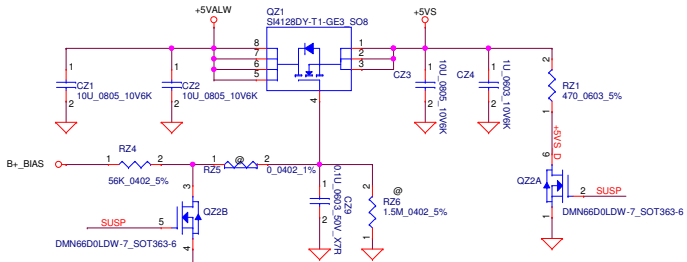 QZ1
SI4128DY-T1-GE3_SO8
+5VALW
+5VS
8
7
6
5
1
2
3
4
1
CZ1
2
10U_0805_10V6K
1
CZ2
2
10U_0805_10V6K
CZ3
1
2
10U_0805_10V6K
CZ4
1
2
1U_0603_10V6K
2
RZ1
470_0603_5%
1
+5VS_D
B+_BIAS
1
RZ4
2
56K_0402_5%
1
@
2
RZ5
0_0402_1%
1
2
CZ9
0.1U_0603_50V_X7R
2
@
RZ6
1.5M_0402_5%
1
6
QZ2A
2
SUSP
1
DMN66D0LDW-7_SOT363-6
3
SUSP
5
QZ2B
DMN66D0LDW-7_SOT363-6
4